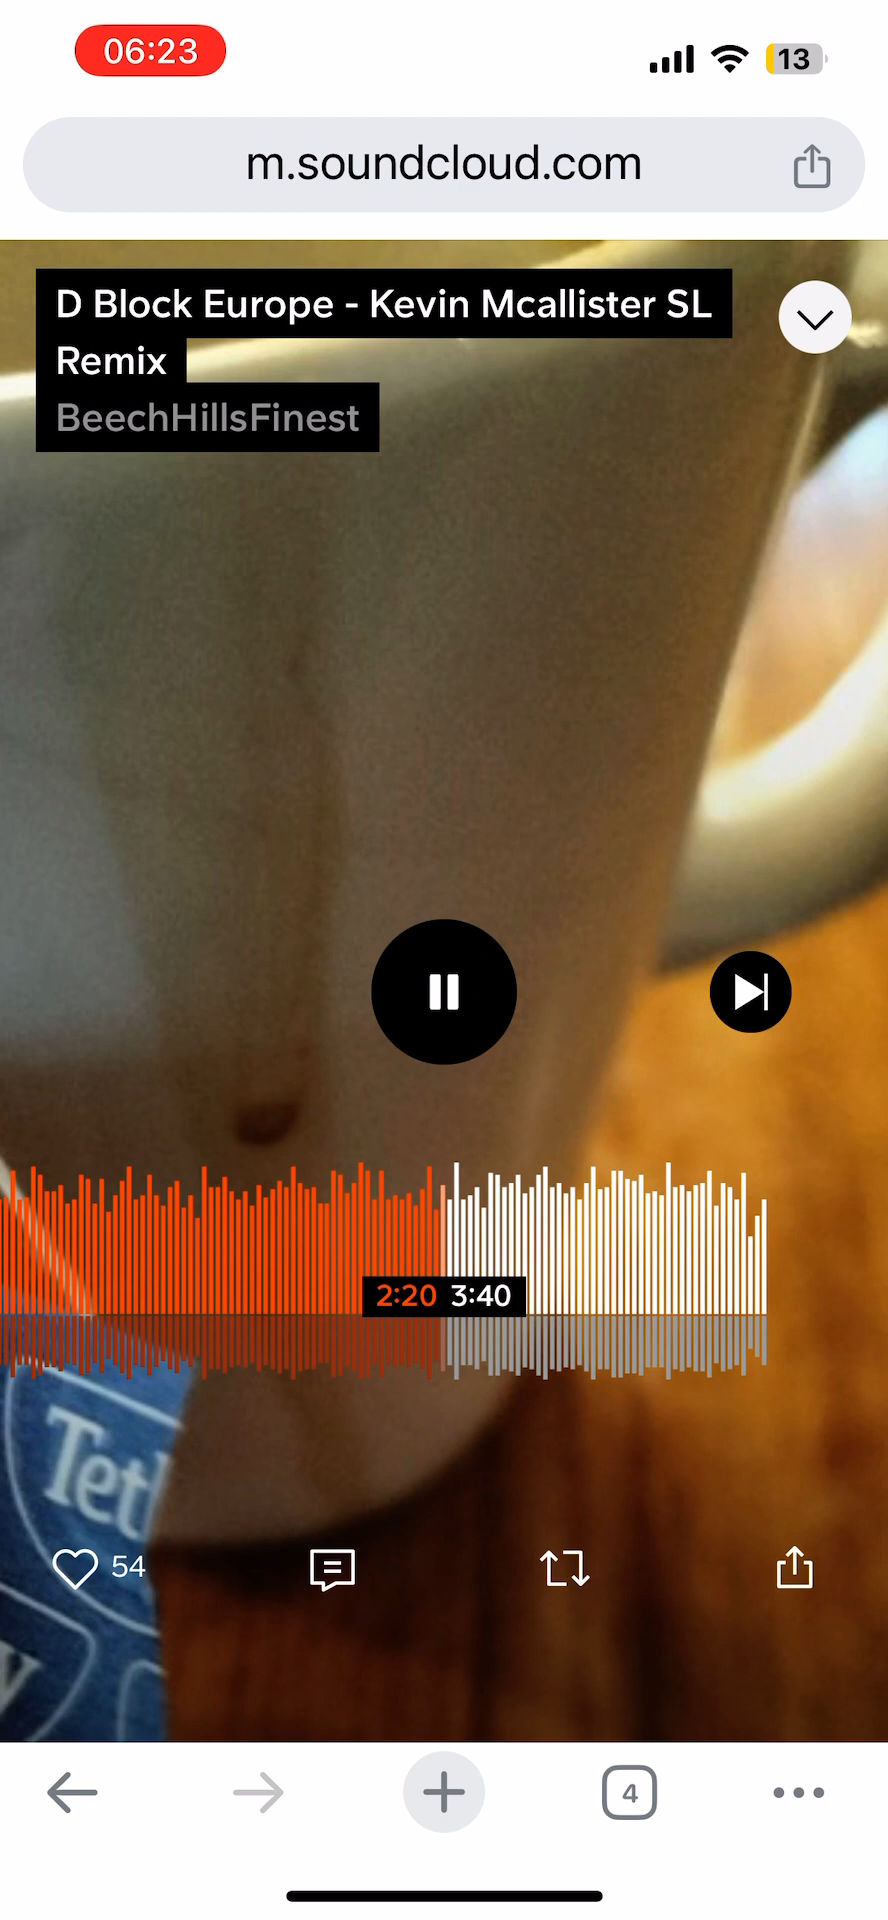 06:23
13
m.soundcloud.com
D Block Europe - Kevin Mcallister SL
Remix
BeechHillsFinest
2:20 3:40
Tet
54
4